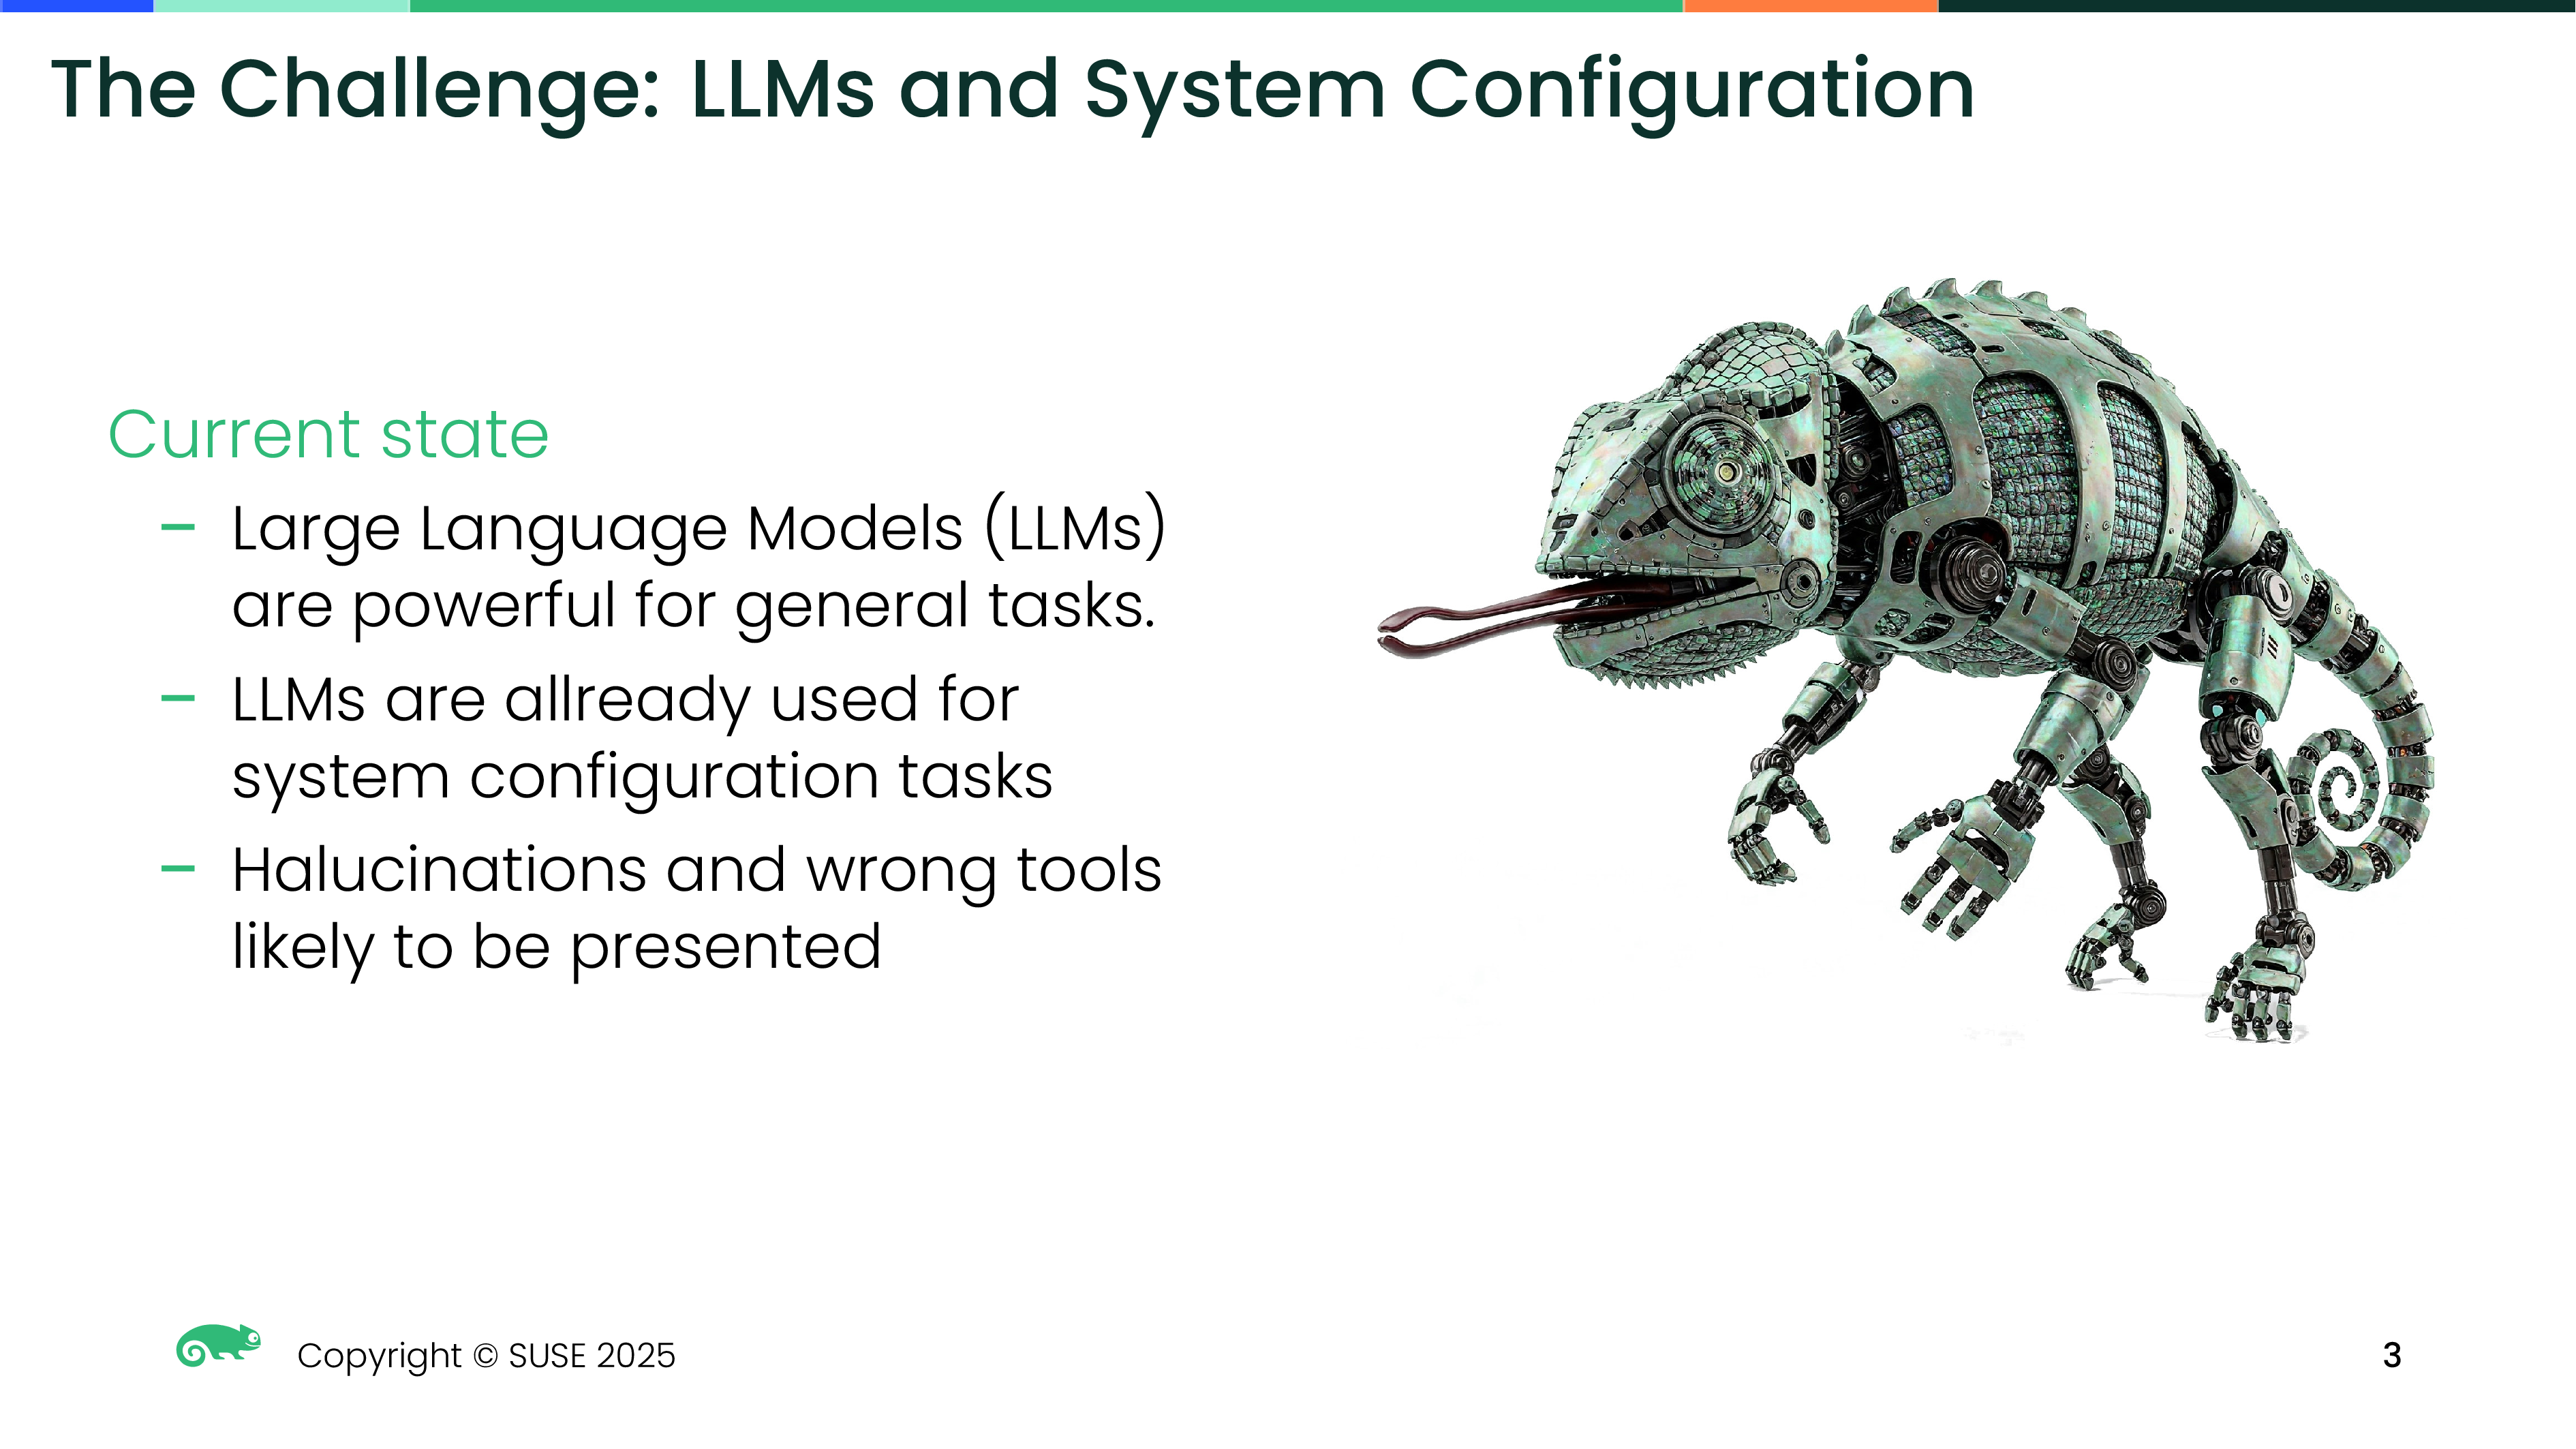 The Challenge: LLMs and System Configuration
Current state
– Large Language Models (LLMs)
are powerful for general tasks.
– LLMs are allready used for
system configuration tasks
– Halucinations and wrong tools
likely to be presented
Copyright © SUSE 2025
3